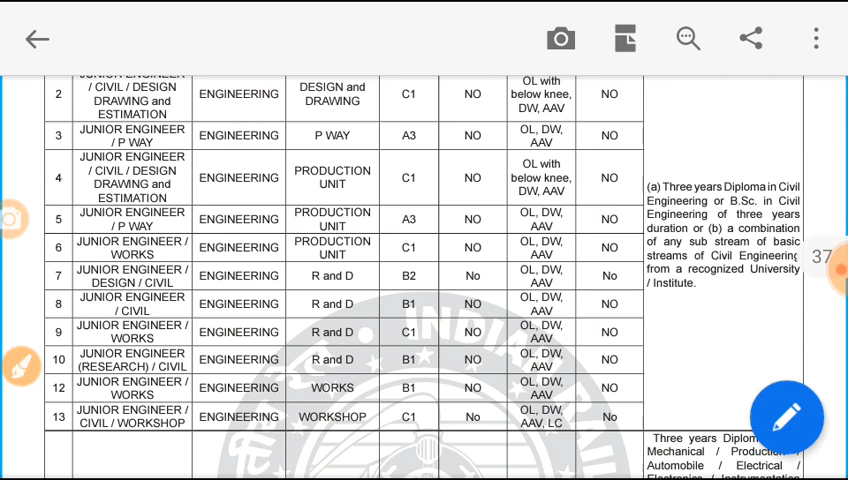 JUNIOR ENGINEER
/ CIVIL / DESIGN
DRAWING and
ESTIMATION
2
ENGINEERING
DESIGN and
DRAWING
C1
NO
OL with
below knee,
DW, AAV
NO
3
JUNIOR ENGINEER
/ P WAY
ENGINEERING
P WAY
A3
NO
OL, DW,
AAV
NO
4
JUNIOR ENGINEER
/ CIVIL / DESIGN
DRAWING and
ESTIMATION
ENGINEERING
PRODUCTION
UNIT
C1
NO
OL with
below knee,
DW, AAV
NO
5
JUNIOR ENGINEER
/ P WAY
ENGINEERING
PRODUCTION
UNIT
A3
NO
OL, DW,
AAV
NO
6
JUNIOR ENGINEER /
WORKS
ENGINEERING
PRODUCTION
UNIT
C1
NO
OL, DW,
AAV
NO
7
JUNIOR ENGINEER /
DESIGN / CIVIL
ENGINEERING
R and D
B2
No
OL, DW,
AAV
No
8
JUNIOR ENGINEER
/ CIVIL
ENGINEERING
R and D
B1
NO
OL, DW,
AAV
NO
9
JUNIOR ENGINEER /
WORKS
ENGINEERING
R and D
C1
NO
OL, DW,
AAV
NO
10
JUNIOR ENGINEER
(RESEARCH) / CIVIL
ENGINEERING
R and D
B1
NO
OL, DW,
AAV
NO
12
JUNIOR ENGINEER /
WORKS
ENGINEERING
WORKS
B1
NO
OL, DW,
AAV
NO
13
JUNIOR ENGINEER /
CIVIL / WORKSHOP
ENGINEERING
WORKSHOP
C1
No
OL, DW,
AAV, LC
No
(a) Three years Diploma in Civil
Engineering or B.Sc. in Civil
Engineering of three years
duration or (b) a combination
of any sub stream of basic
streams of Civil Engineering
from a recognized University
/ Institute.
37
Three years
Mechanical /
Automobile / Electrical /
INDIAN